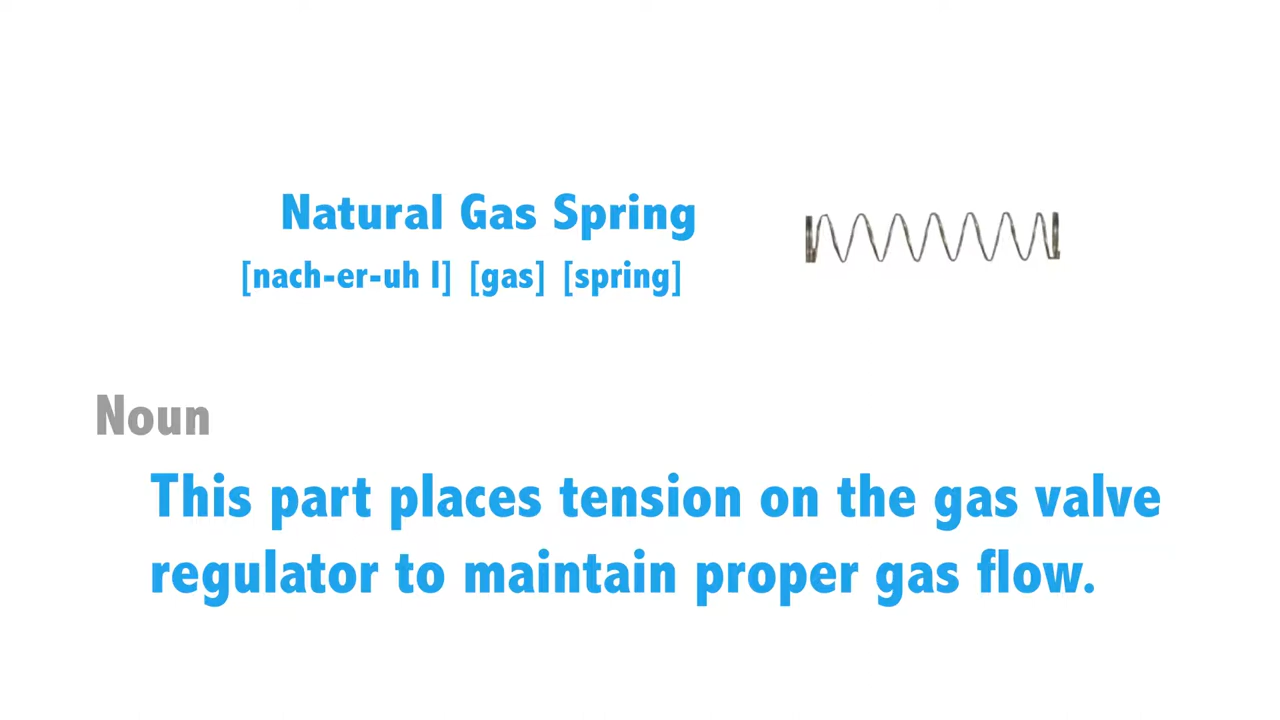 Natural Gas Spring
[nach-er-uh l] [gas] [spring]
Noun
This part places tension on the gas valve
regulator to maintain proper gas flow.